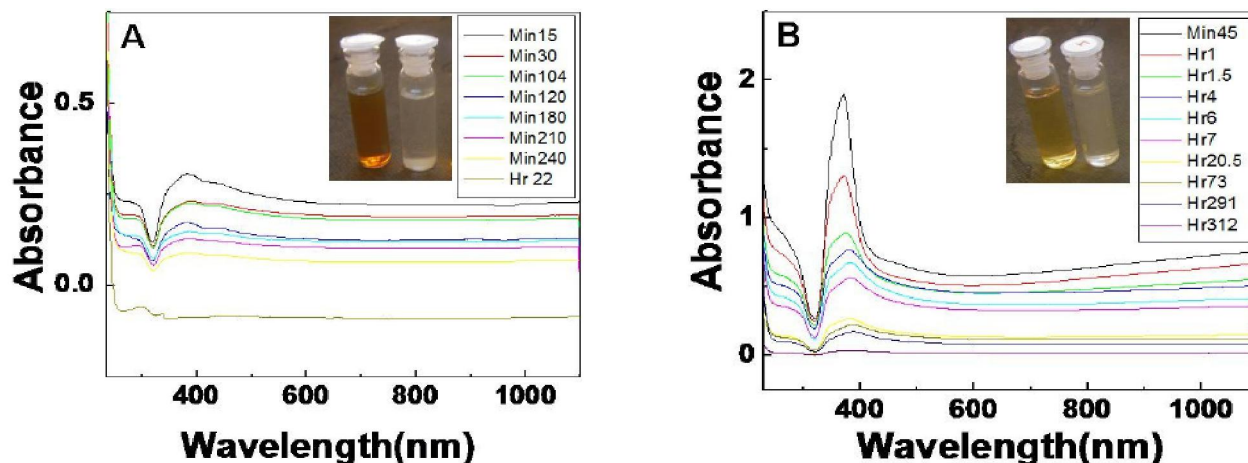 A
Min15
Min30
Min104
Min120
Min180
Min210
Min240
Hr 22
0.5
0.0
Absorbance
400
600
800
1000
Wavelength(nm)
B
Min45
Hr1
Hr1.5
Hr4
Hr6
Hr7
Hr20.5
Hr73
Hr291
Hr312
2
1
0
Absorbance
400
600
800
1000
Wavelength(nm)